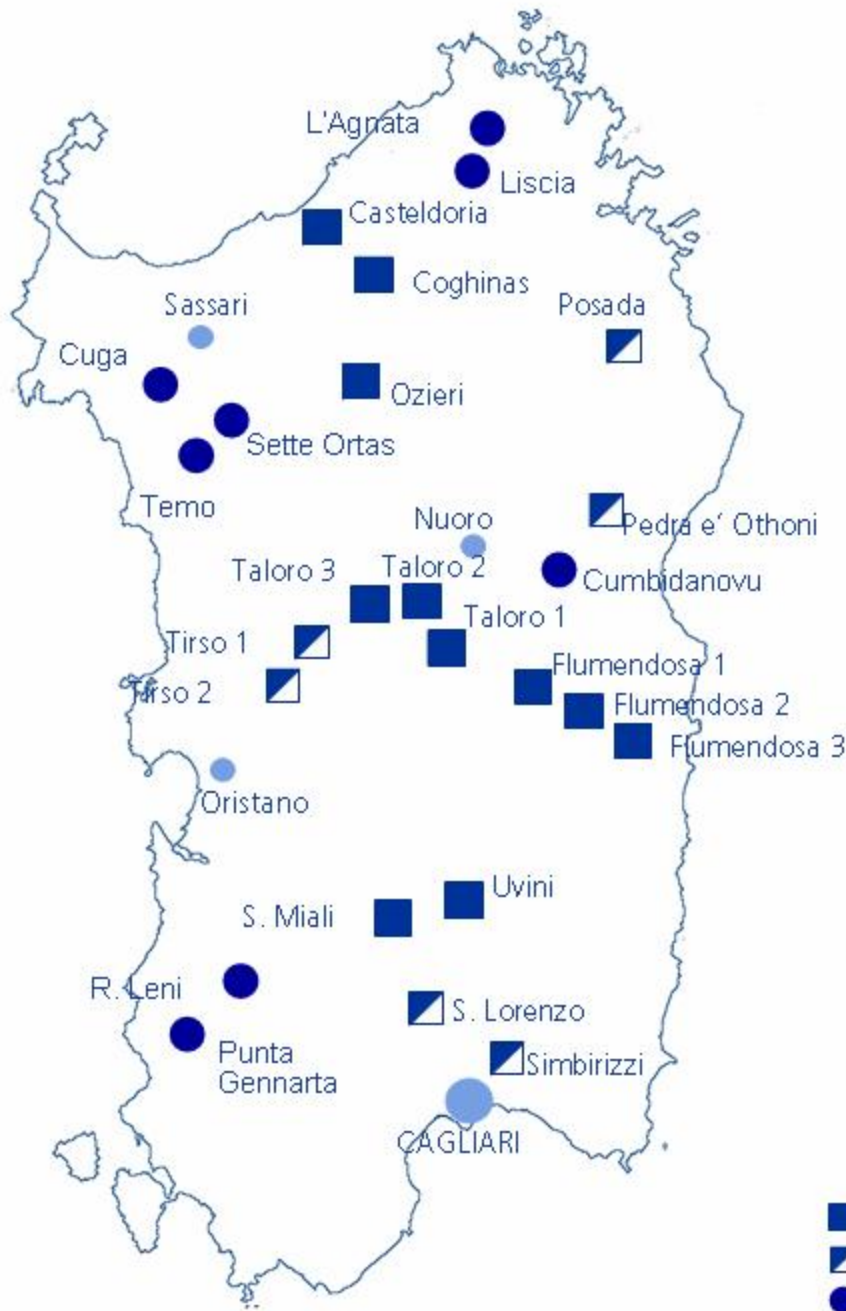 L'Agnata
Liscia
Casteldoria
Coghinas
Sassari
Posada
Cuga
Ozieri
Sette Ortas
Temo
Nuoro
Pedra e' Othoni
Taloro 3
Taloro 2
Cumbidanovu
Taloro 1
Tirso 1
Flumendosa 1
Tirso 2
Flumendosa 2
Flumendosa 3
Oristano
Uvini
S. Miali
R. Leni
S. Lorenzo
Punta
Gennarta
Simbirizzi
CAGLIARI